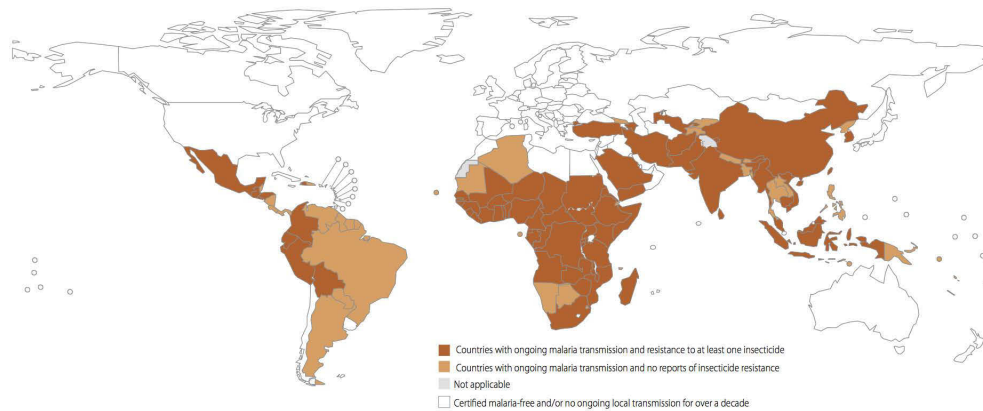 Countries with ongoing malaria transmission and resistance to at least one insecticide
Countries with ongoing malaria transmission and no reports of insecticide resistance
Not applicable
Certified malaria-free and/or no ongoing local transmission for over a decade